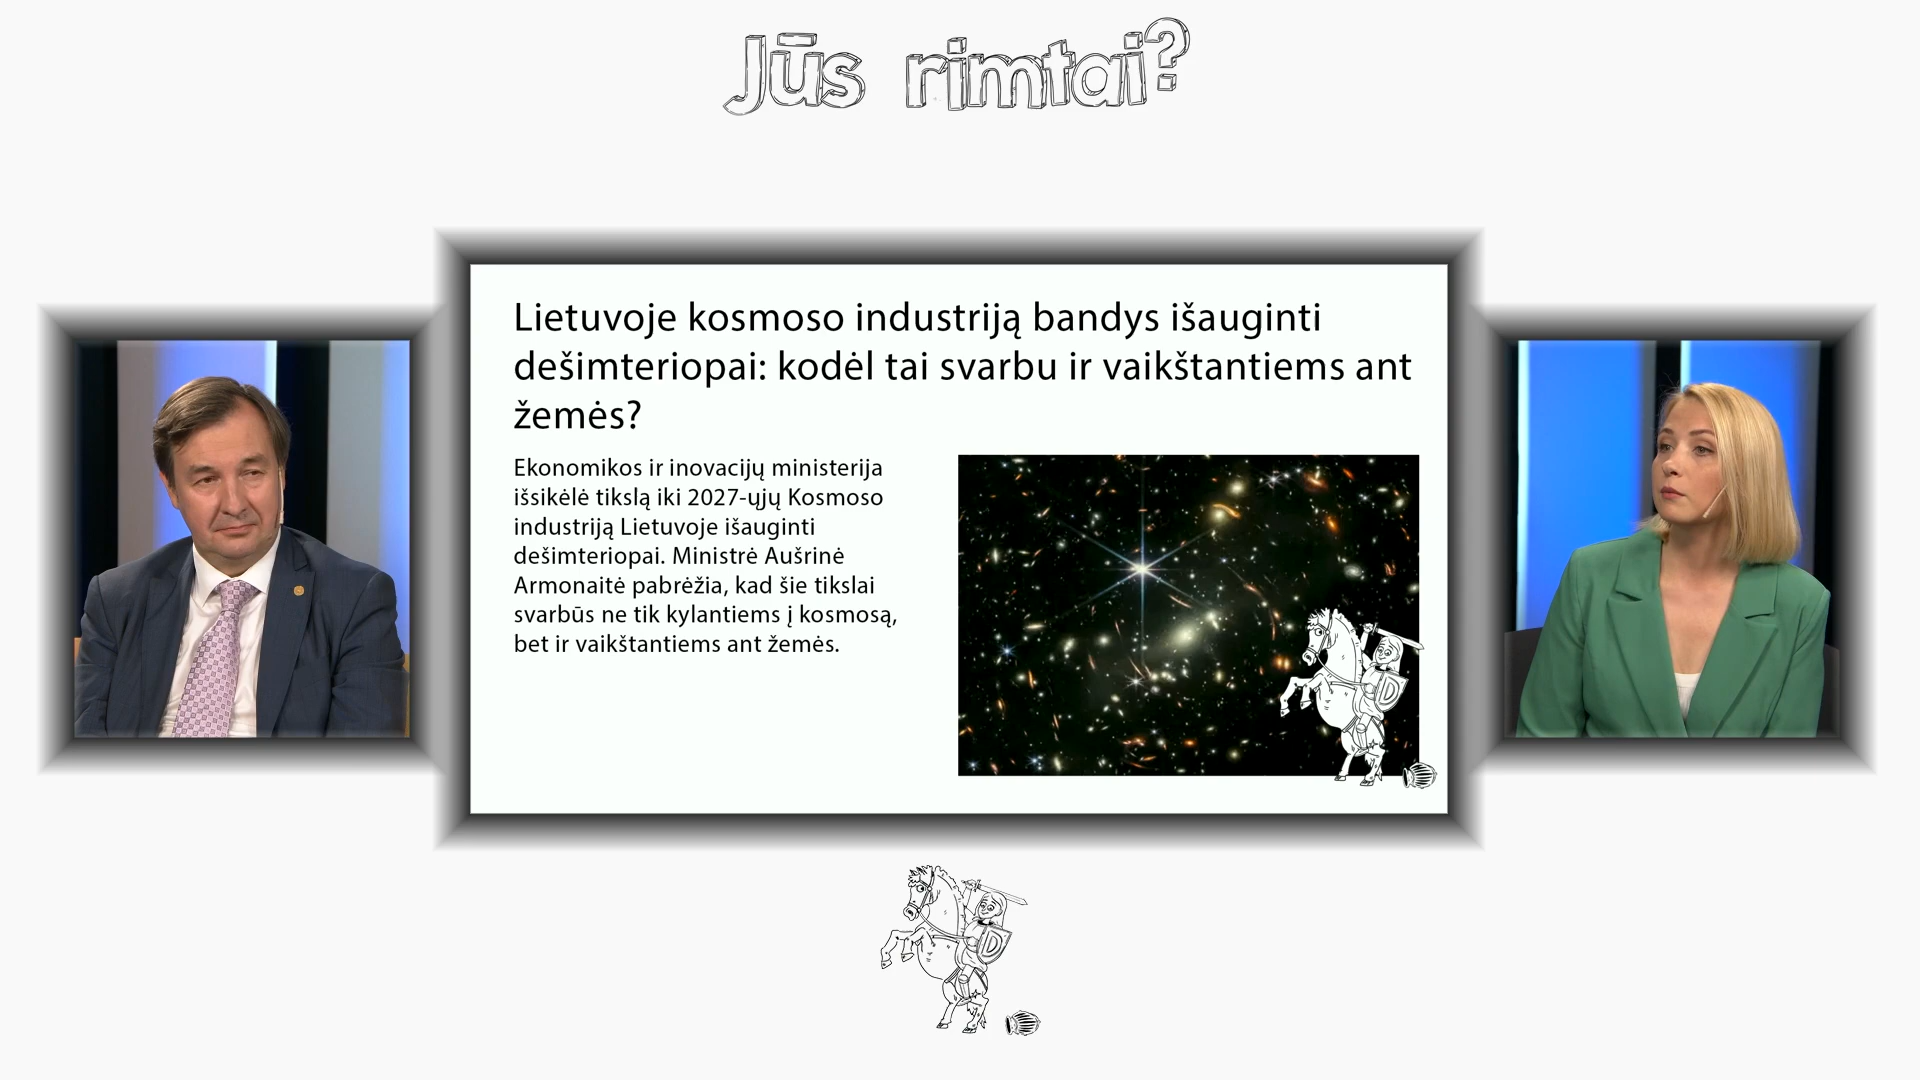 Jūs rimtai?
Lietuvoje kosmoso industriją bandys išauginti
dešimteriopai: kodėl tai svarbu ir vaikštantiems ant
žemės?
Ekonomikos ir inovacijų ministerija
išsikėlė tikslą iki 2027-ųjų Kosmoso
industriją Lietuvoje išauginti
dešimteriopai. Ministrė Aušrinė
Armonaitė pabrėžia, kad šie tikslai
svarbūs ne tik kylantiems į kosmosą,
bet ir vaikštantiems ant žemės.
D
D